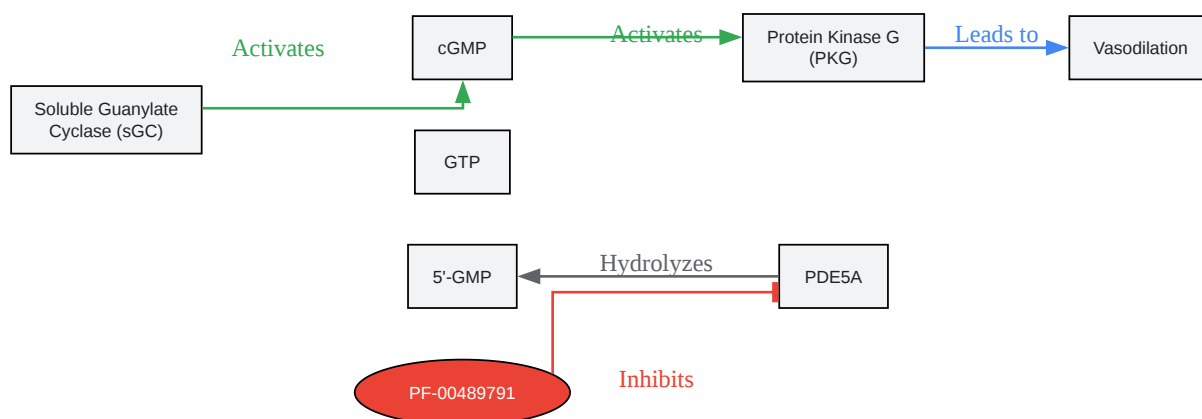 Activates
cGMP
Activates
Protein Kinase G
(PKG)
Leads to
Vasodilation
Soluble Guanylate
Cyclase (sGC)
GTP
5'-GMP
Hydrolyzes
PDE5A
PF-00489791
Inhibits